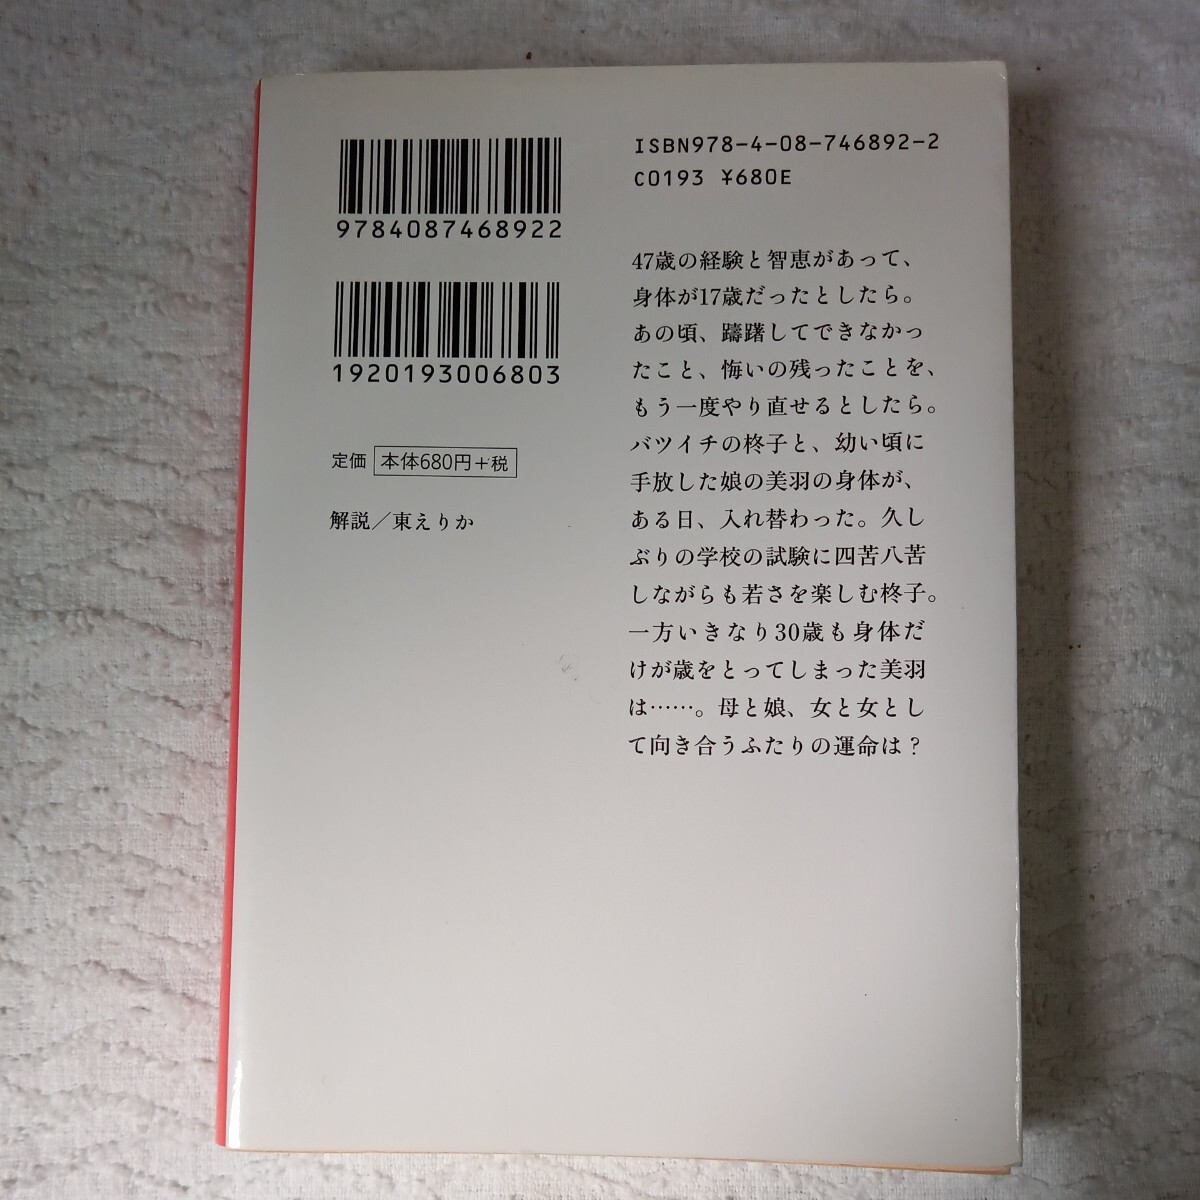 9784087468922
1920193006803
定価 本体680円+税
解説／東えりか
ISBN978-4-08-746892-2
C0193 ¥680E
47歳の経験と智恵があって、
身体が17歳だったとしたら。
あの頃、躊躇してできなかっ
たこと、悔いの残ったことを、
もう一度やり直せるとしたら。
バツイチの柊子と、幼い頃に
手放した娘の美羽の身体が、
ある日、入れ替わった。久し
ぶりの学校の試験に四苦八苦
しながらも若さを楽しむ柊子。
一方いきなり30歳も身体だ
けが歳をとってしまった美羽
は……。母と娘、女と女とし
て向き合うふたりの運命は？